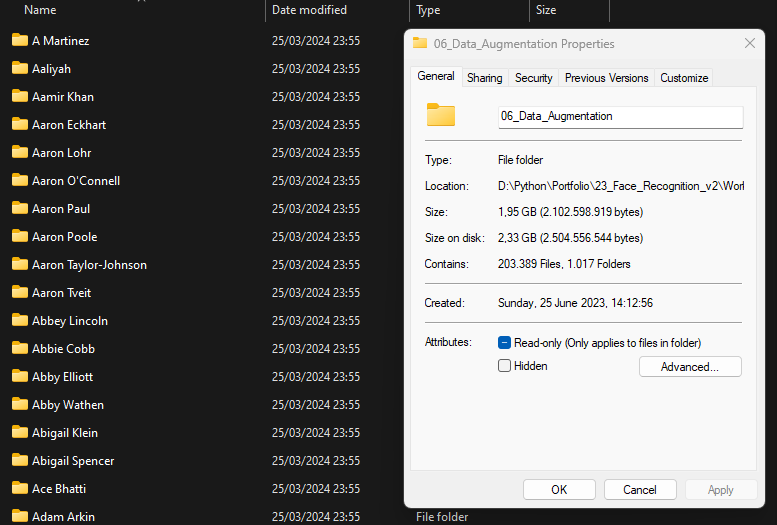 Name Date modified Type Size
A Martinez 25/03/2024 23:55
Aaliyah 25/03/2024 23:55
Aamir Khan 25/03/2024 23:55
Aaron Eckhart 25/03/2024 23:55
Aaron Lohr 25/03/2024 23:55
Aaron O'Connell 25/03/2024 23:55
Aaron Paul 25/03/2024 23:55
Aaron Poole 25/03/2024 23:55
Aaron Taylor-Johnson 25/03/2024 23:55
Aaron Tveit 25/03/2024 23:55
Abbey Lincoln 25/03/2024 23:55
Abbie Cobb 25/03/2024 23:55
Abby Elliott 25/03/2024 23:55
Abby Wathen 25/03/2024 23:55
Abigail Klein 25/03/2024 23:55
Abigail Spencer 25/03/2024 23:55
Ace Bhatti 25/03/2024 23:55
Adam Arkin 25/03/2024 23:55 File folder
06_Data_Augmentation Properties
General Sharing Security Previous Versions Customize
06_Data_Augmentation
Type: File folder
Location: D:\Python\Portfolio\23_Face_Recognition_v2\Worl
Size: 1,95 GB (2.102.598.919 bytes)
Size on disk: 2,33 GB (2.504.556.544 bytes)
Contains: 203.389 Files, 1.017 Folders
Created: Sunday, 25 June 2023, 14:12:56
Attributes: Read-only (Only applies to files in folder)
Hidden Advanced...
OK Cancel Apply